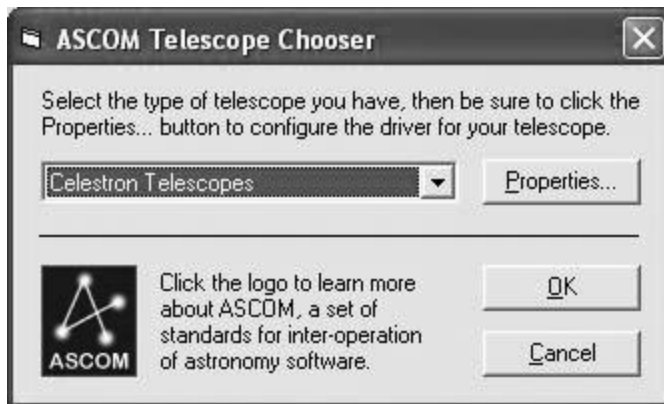 ASCOM Telescope Chooser
Select the type of telescope you have, then be sure to click the
Properties... button to configure the driver for your telescope.
Celestron Telescopes
Properties...
Click the logo to learn more
about ASCOM, a set of
standards for inter-operation
of astronomy software.
ASCOM
OK
Cancel